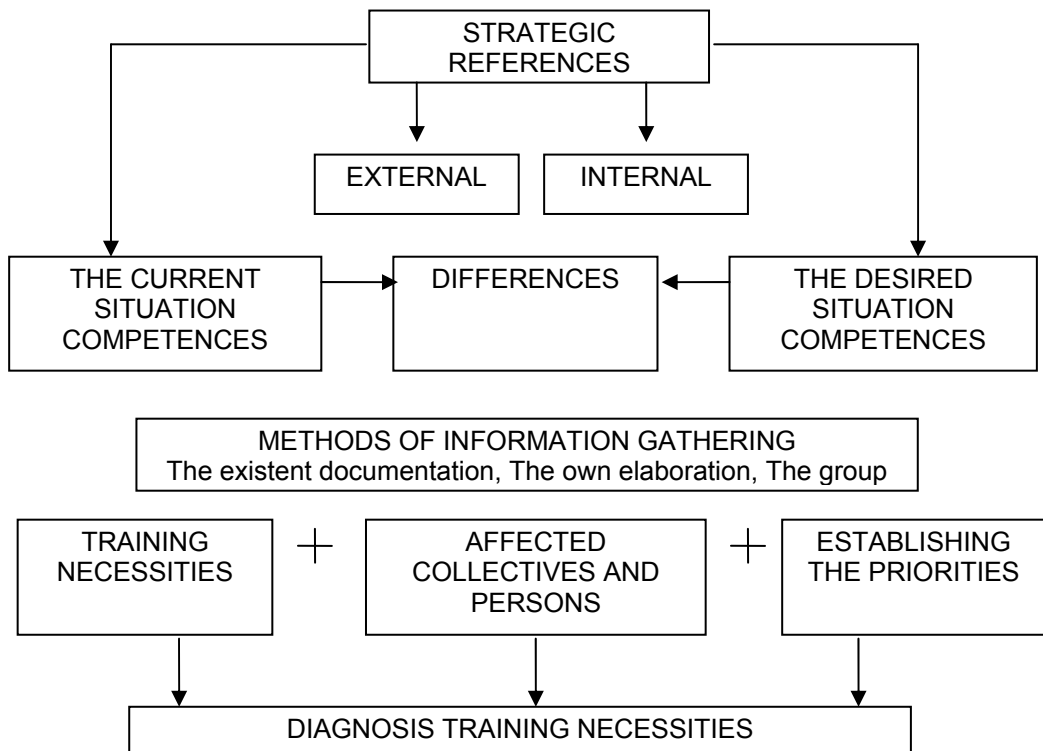 STRATEGIC
REFERENCES
EXTERNAL
INTERNAL
THE CURRENT
SITUATION
COMPETENCES
DIFFERENCES
THE DESIRED
SITUATION
COMPETENCES
METHODS OF INFORMATION GATHERING
The existent documentation, The own elaboration, The group
TRAINING
NECESSITIES
AFFECTED
COLLECTIVES AND
PERSONS
ESTABLISHING
THE PRIORITIES
DIAGNOSIS TRAINING NECESSITIES